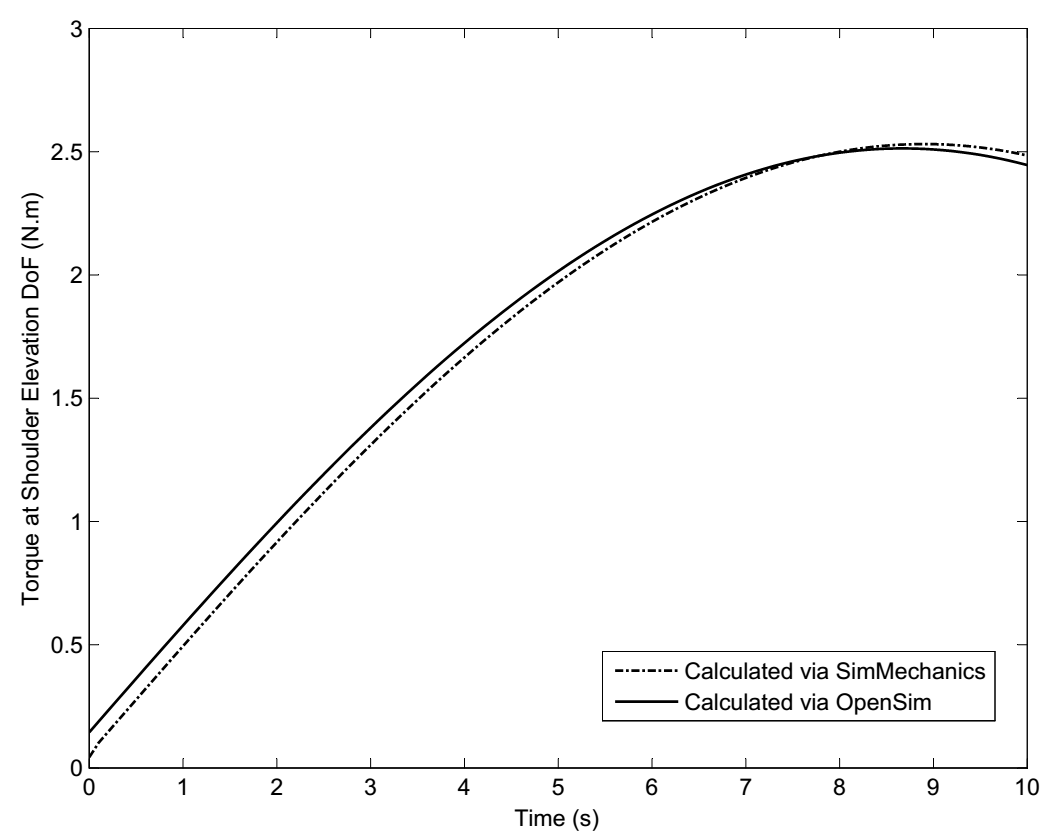 3
2.5
2
1.5
1
0.5
0
Torque at Shoulder Elevation DoF (N.m)
Calculated via SimMechanics
Calculated via OpenSim
0 1 2 3 4 5 6 7 8 9 10
Time (s)